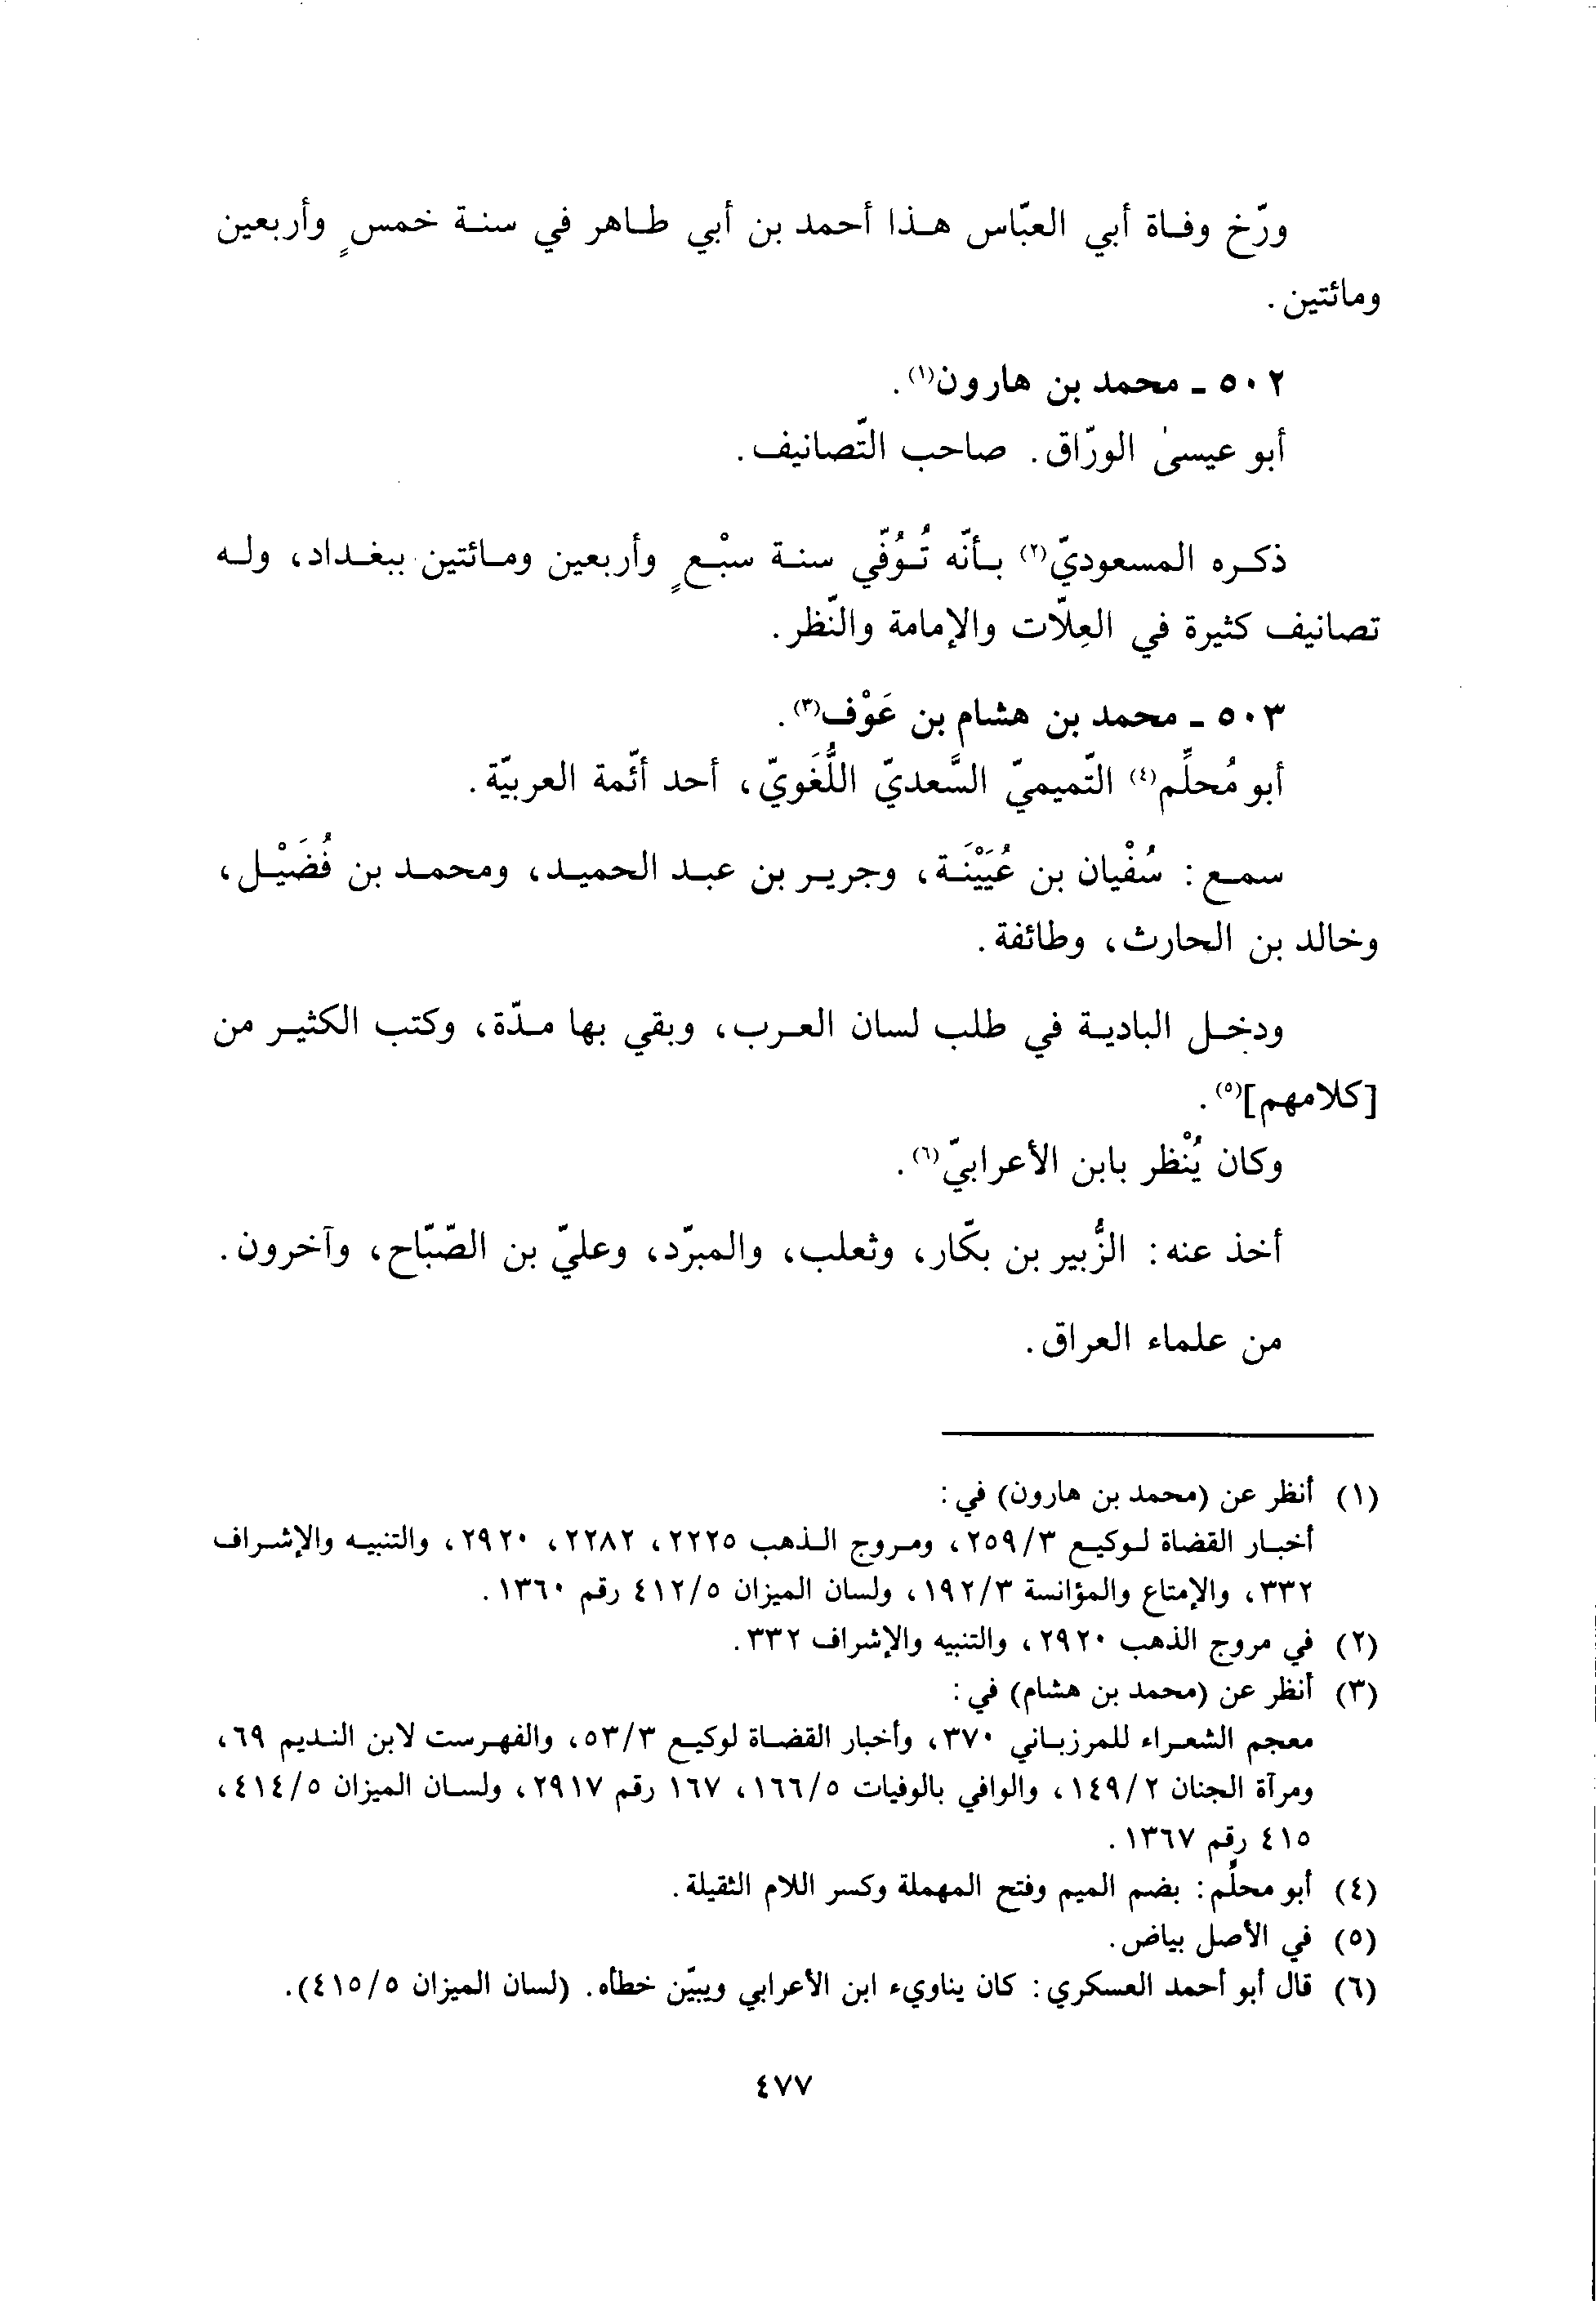 ورّخ وفاة أبي العبّاس هذا أحمد بن أبي طاهر في سنة خمسٍ وأربعين
ومائتين.
٥٠٢ ـ محمد بن هارون(١).
أبو عيسىٰ الورّاق. صاحب التّصانيف.
ذكره المسعوديّ(٢) بأنّه تُوُفّي سنة سبْعٍ وأربعين ومائتين ببغداد، وله
تصانيف كثيرة في العِلّات والإمامة والنّظر.
٥٠٣ ـ محمد بن هشام بن عَوْف(٣).
أبو مُحلِّم(٤) التّميميّ السَّعديّ اللُّغَويّ، أحد أئمّة العربيّة.
سمع: سُفْيان بن عُيَيْنَة، وجرير بن عبد الحميد، ومحمد بن فُضَيْل،
وخالد بن الحارث، وطائفة.
ودخل البادية في طلب لسان العرب، وبقي بها مدّة، وكتب الكثير من
[كلامهم](٥).
وكان يُنْظر بابن الأعرابيّ(٦).
أخذ عنه: الزُّبير بن بكّار، وثعلب، والمبرّد، وعليّ بن الصّبّاح، وآخرون.
من علماء العراق.
(١) أنظر عن (محمد بن هارون) في:
أخبار القضاة لوكيع ٢٥٩/٣، ومروج الذهب ٢٢٢٥، ٢٢٨٢، ٢٩٢٠، والتنبيه والإشراف
٣٣٢، والإمتاع والمؤانسة ١٩٢/٣، ولسان الميزان ٤١٢/٥ رقم ١٣٦٠.
(٢) في مروج الذهب ٢٩٢٠، والتنبيه والإشراف ٣٣٢.
(٣) أنظر عن (محمد بن هشام) في:
معجم الشعراء للمرزباني ٣٧٠، وأخبار القضاة لوكيع ٥٣/٣، والفهرست لابن النديم ٦٩،
ومرآة الجنان ١٤٩/٢، والوافي بالوفيات ١٦٦/٥، ١٦٧ رقم ٢٩١٧، ولسان الميزان ٤١٤/٥،
٤١٥ رقم ١٣٦٧.
(٤) أبو محلِّم: بضم الميم وفتح المهملة وكسر اللام الثقيلة.
(٥) في الأصل بياض.
(٦) قال أبو أحمد العسكري: كان يناويء ابن الأعرابي ويبيّن خطأه. (لسان الميزان ٤١٥/٥).
٤٧٧